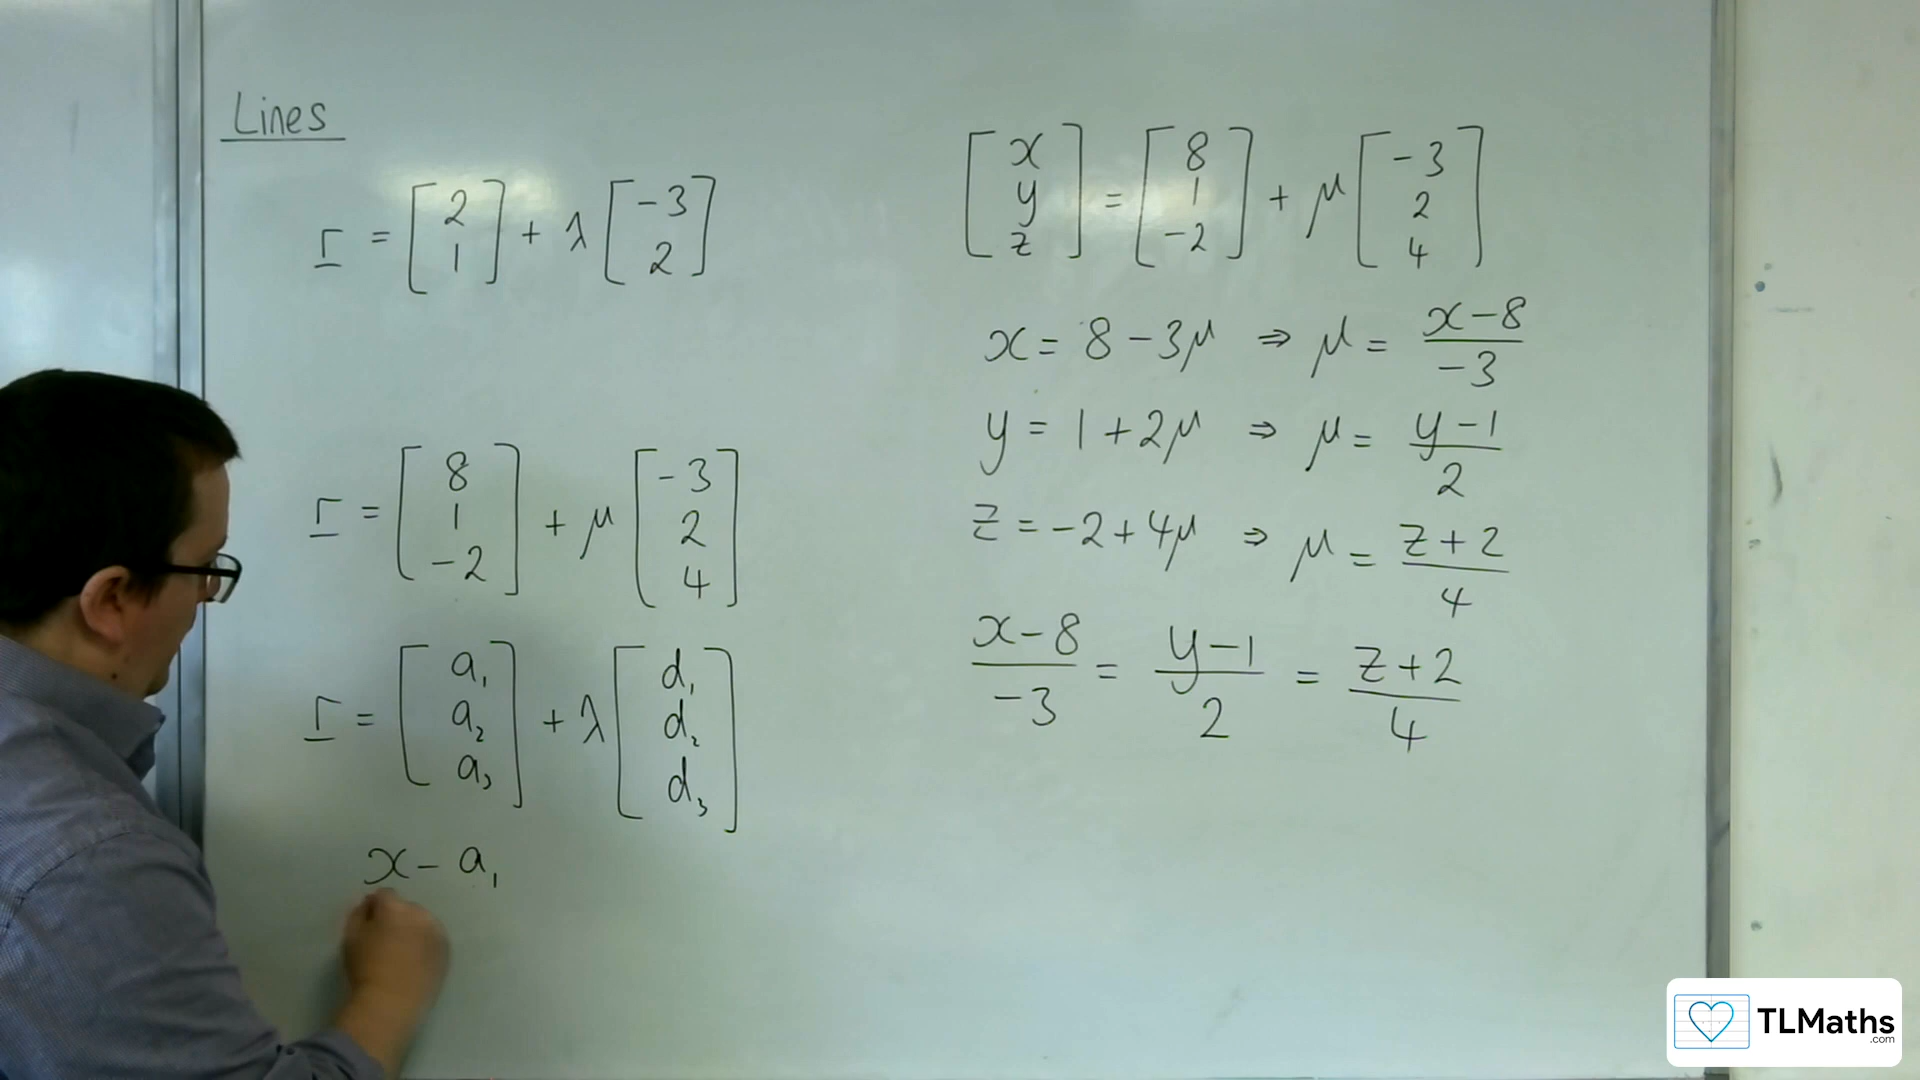 Lines
r = [2 1] + λ [-3 2]
r = [8 1 -2] + μ [-3 2 4]
r = [a₁ a₂ a₃] + λ [d₁ d₂ d₃]
x - a₁
[x y z] = [8 1 -2] + μ [-3 2 4]
x = 8 - 3μ ⇒ μ = (x-8)/-3
y = 1 + 2μ ⇒ μ = (y-1)/2
z = -2 + 4μ ⇒ μ = (z+2)/4
(x-8)/-3 = (y-1)/2 = (z+2)/4
TLMaths
.com